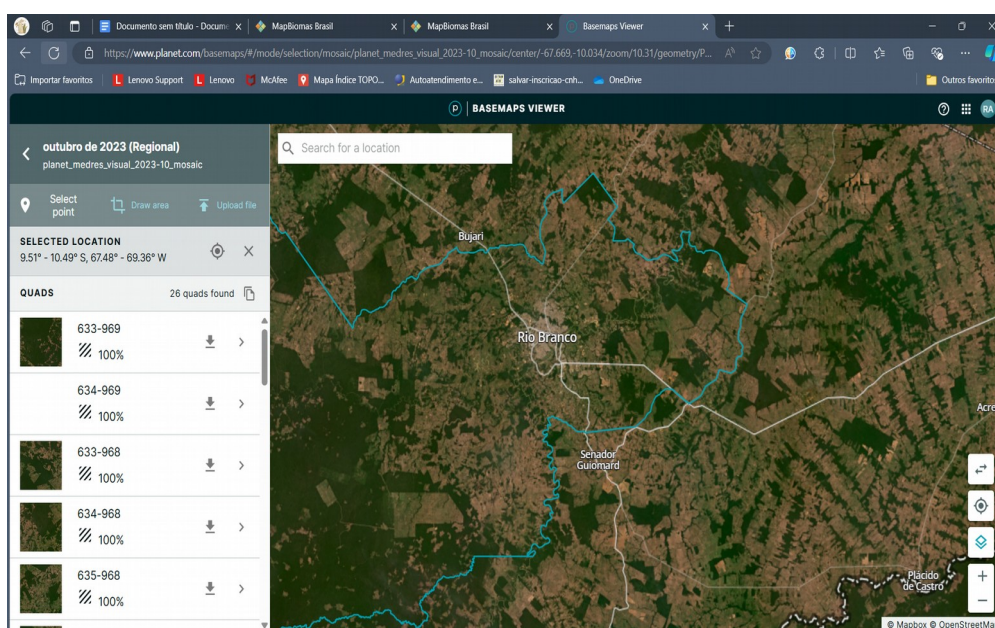 Documento sem título - Docume
MapBiomas Brasil
MapBiomas Brasil
Basemaps Viewer
https://www.planet.com/basemaps/#/mode/selection/mosaic/planet_medres_visual_2023-10_mosaic/center/-67.669,-10.034/zoom/10.31/geometry/P...
Importar favoritos
L Lenovo Support
L Lenovo
McAfee
Mapa Índice TOPO...
Autoatendimento e...
salvar-inscricao-cnh...
OneDrive
Outros favorito
p | BASEMAPS VIEWER
RA
outubro de 2023 (Regional)
planet_medres_visual_2023-10_mosaic
Search for a location
Select
point
Draw area
Upload file
SELECTED LOCATION
9.51° - 10.49° S, 67.48° - 69.36° W
QUADS
26 quads found
633-969
100%
634-969
100%
633-968
100%
634-968
100%
635-968
100%
Bujari
Rio Branco
Senador
Guiomard
Acre
Plácido
de Castro
© Mapbox © OpenStreetMa